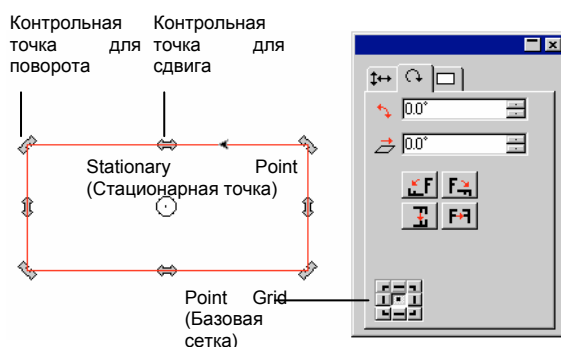 Контрольная
точка для
поворота
Контрольная
точка для
сдвига
0.0°
0.0°
Stationary Point
(Стационарная точка)
Point Grid
(Базовая
сетка)